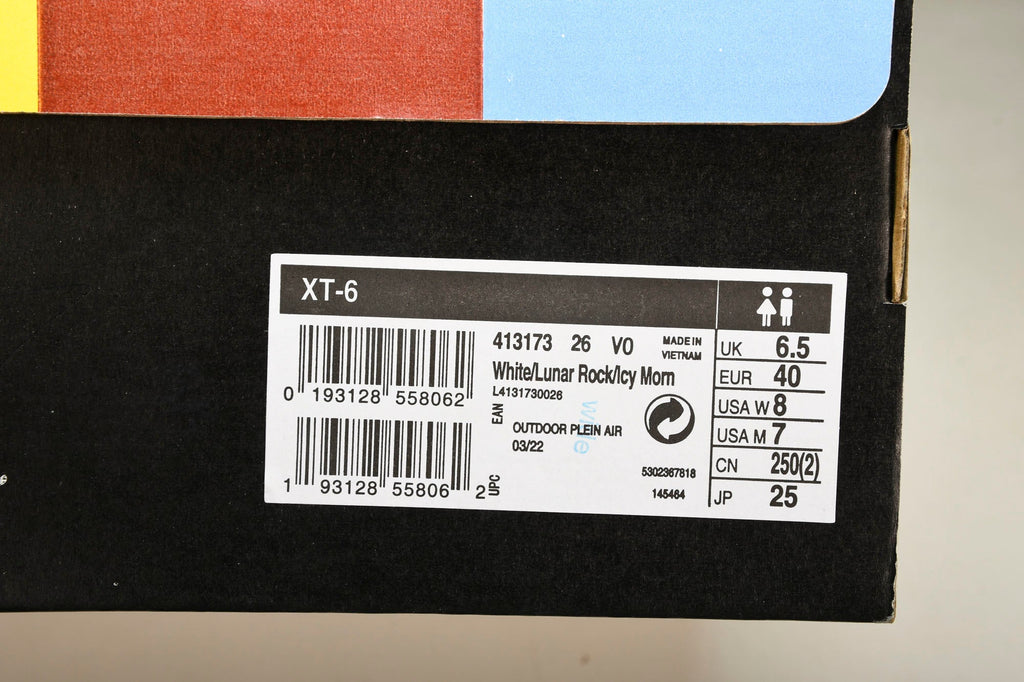 XT-6
0 193128 558062
413173 26 V0
MADE IN
VIETNAM
White/Lunar Rock/Icy Morn
L4131730026
EAN
OUTDOOR PLEIN AIR
03/22
5302367818
145464
1 93128 55806 2
UPC
UK 6.5
EUR 40
USA W 8
USA M 7
CN 250(2)
JP 25